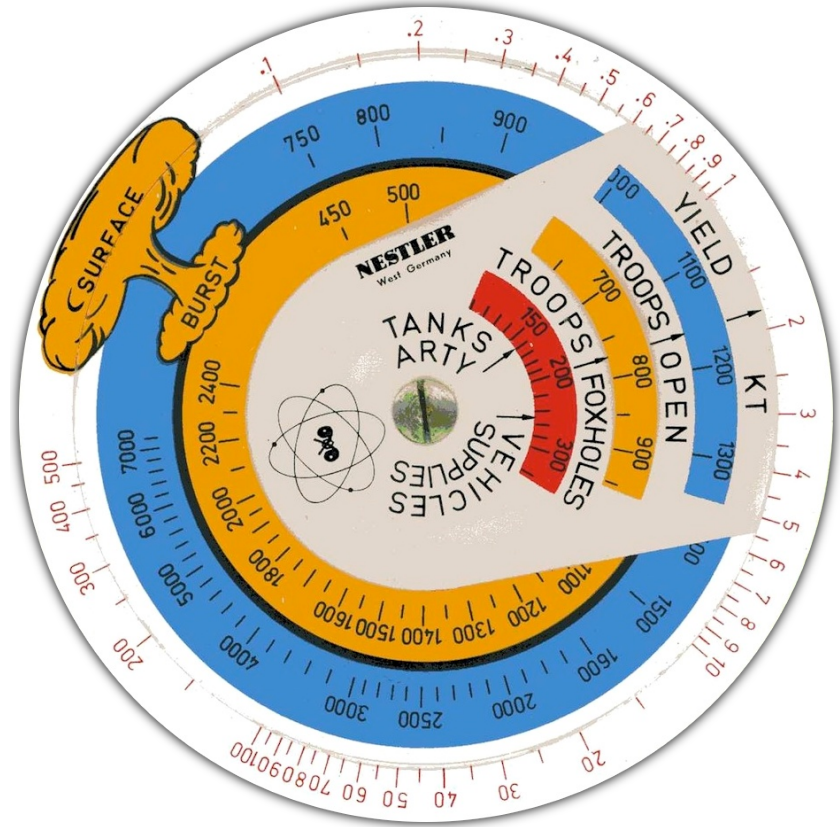 .1 .2 .3 .4 .5 .6 .7 .8 .9 1 2 3 4 5 6 7 8 9 10 20 30 40 50 60 70 80 90 100 200 300 400 500
SURFACE
BURST
750 800 900
1100 1200 1300
1500 1600 2000 2500 3000 4000 5000 6000 7000
450 500
700 800 900
1100 1200 1300 1400 1500 1600 1800 2000 2200 2400
150 200 300
NESTLER
West Germany
YIELD KT
TROOPS OPEN
TROOPS FOXHOLES
TANKS
ARTY
VEHICLES
SUPPLIES